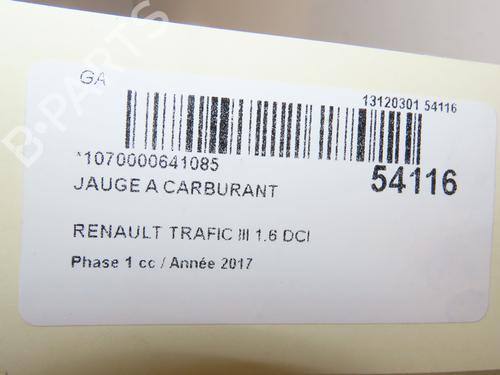 GA
13120301 54116
*1070000641085
54116
JAUGE A CARBURANT
RENAULT TRAFIC III 1.6 DCI
Phase 1 cc / Année 2017
B-PARTS